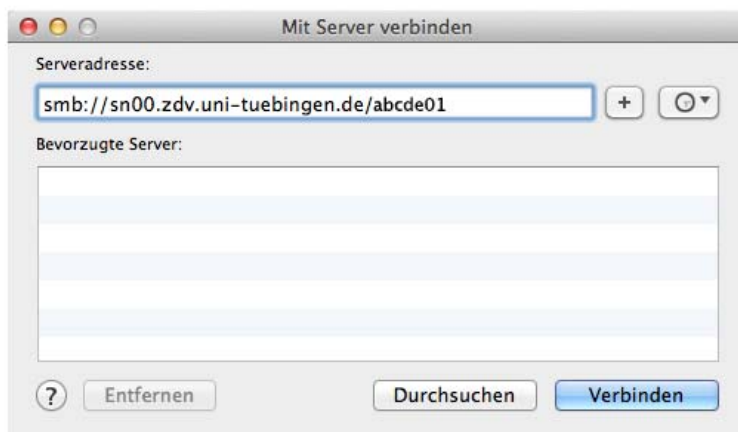 Mit Server verbinden
Serveradresse:
smb://sn00.zdv.uni-tuebingen.de/abcde01
+
Bevorzugte Server:
? Entfernen Durchsuchen Verbinden